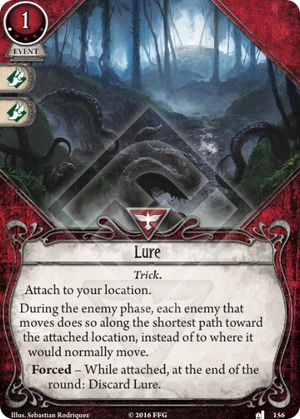 1
EVENT
Lure
Trick.
Attach to your location.
During the enemy phase, each enemy that
moves does so along the shortest path toward
the attached location, instead of to where it
would normally move.
Forced – While attached, at the end of the
round: Discard Lure.
Illus. Sebastian Rodriguez
© 2016 FFG
156